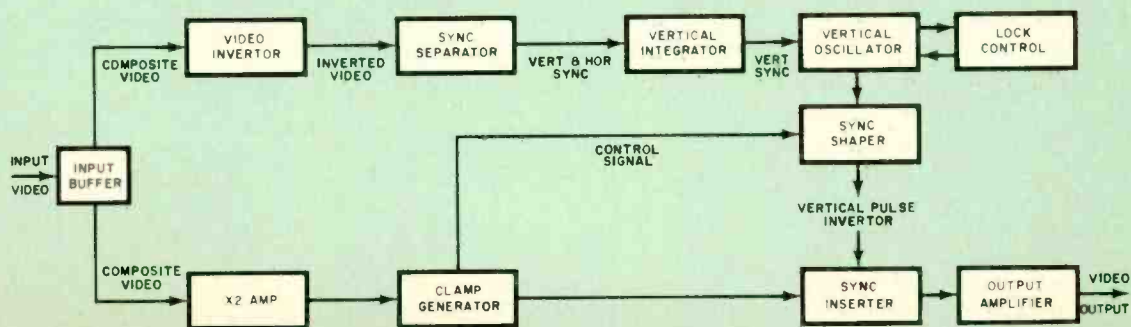 VIDEO
INVERTOR
SYNC
SEPARATOR
VERTICAL
INTEGRATOR
VERTICAL
OSCILLATOR
LOCK
CONTROL
COMPOSITE
VIDEO
INVERTED
VIDEO
VERT & HOR
SYNC
VERT
SYNC
SYNC
SHAPER
CONTROL
SIGNAL
INPUT
VIDEO
INPUT
BUFFER
VERTICAL PULSE
INVERTOR
COMPOSITE
VIDEO
X2 AMP
CLAMP
GENERATOR
SYNC
INSERTER
OUTPUT
AMPLIFIER
VIDEO
OUTPUT